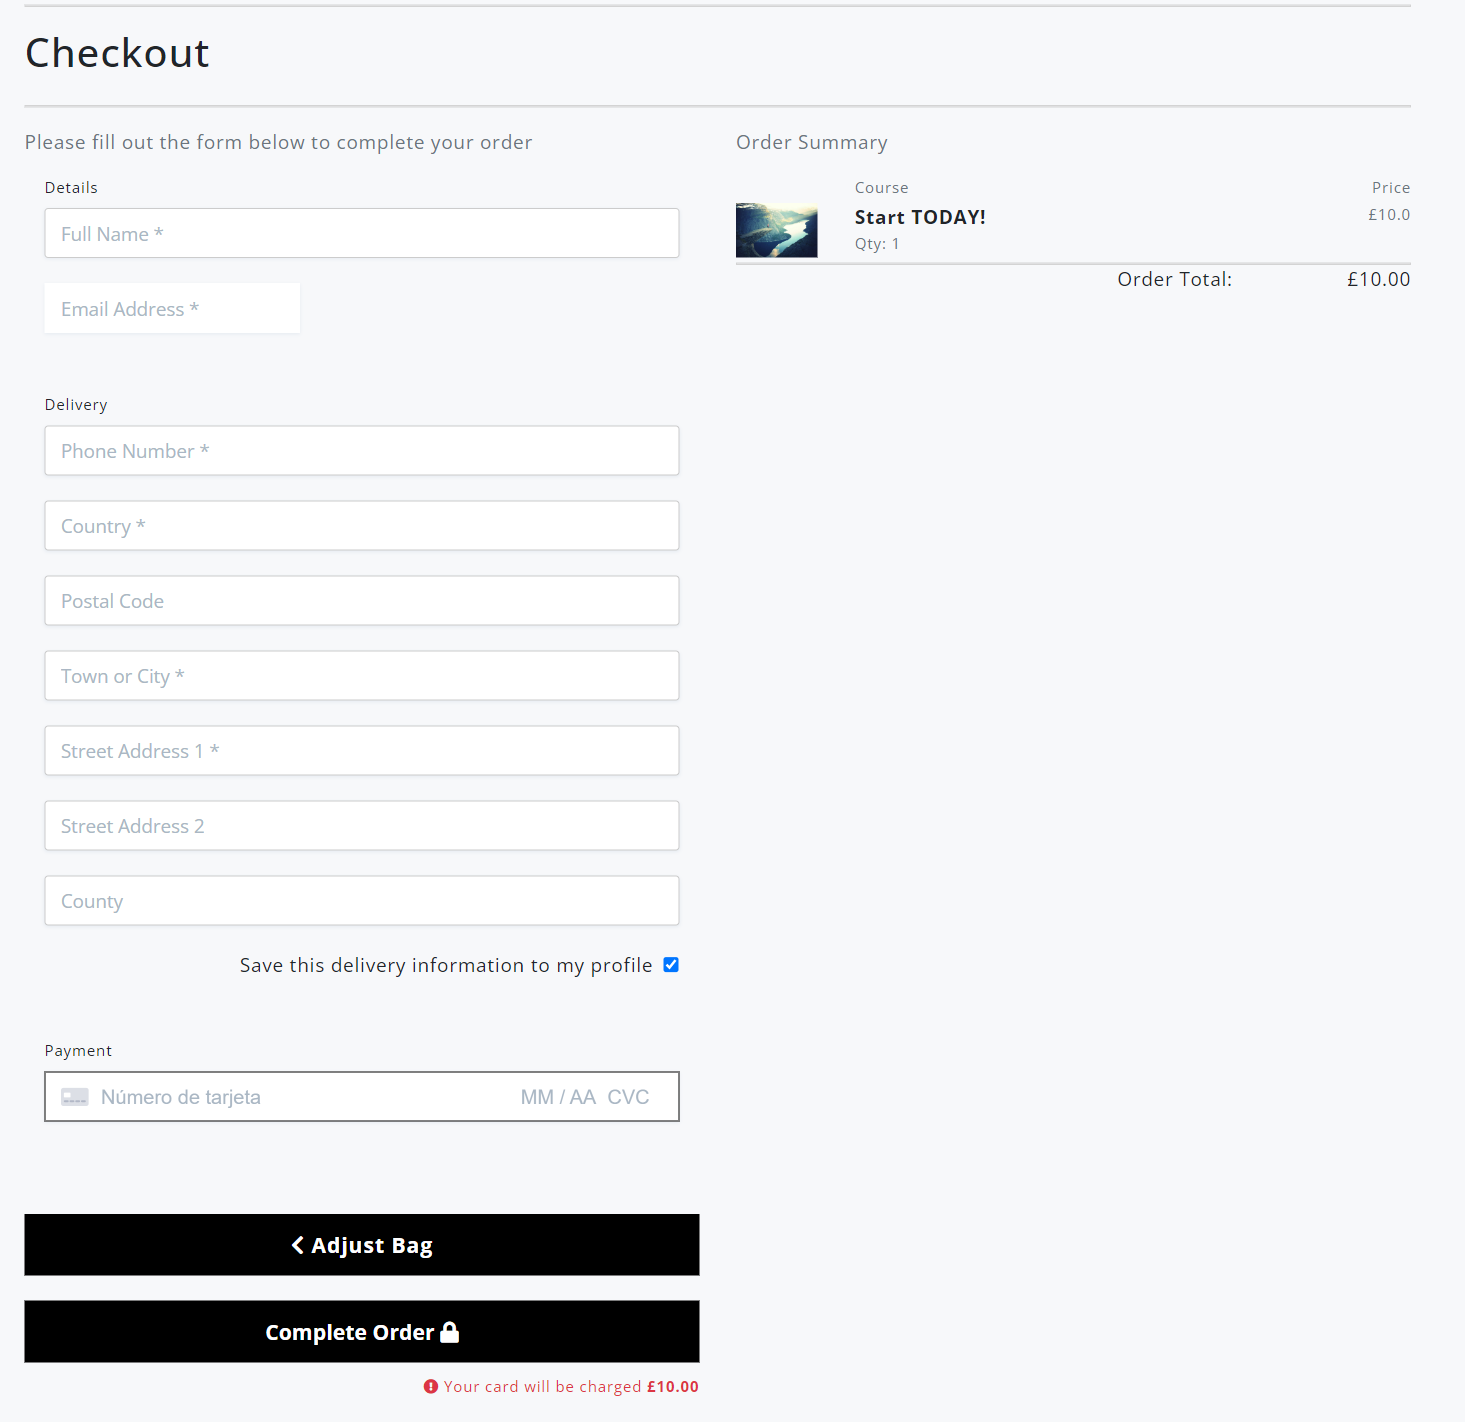 Checkout
Please fill out the form below to complete your order
Details
Full Name *
Email Address *
Delivery
Phone Number *
Country *
Postal Code
Town or City *
Street Address 1 *
Street Address 2
County
Save this delivery information to my profile
Payment
Número de tarjeta MM / AA CVC
Adjust Bag
Complete Order
Your card will be charged £10.00
Order Summary
Course Price
Start TODAY! £10.0
Qty: 1
Order Total: £10.00